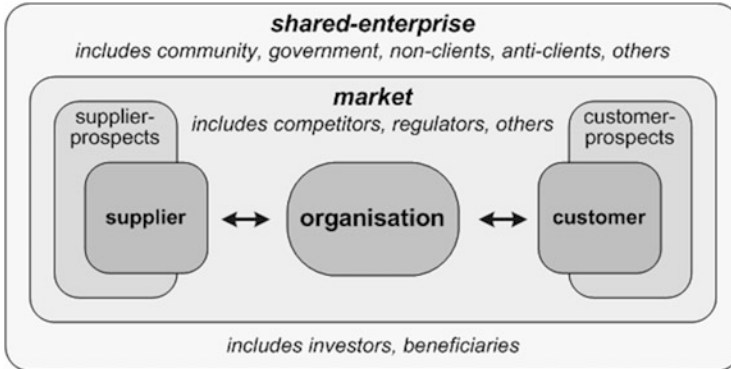 shared-enterprise
includes community, government, non-clients, anti-clients, others
market
includes competitors, regulators, others
supplier-
prospects
customer-
prospects
supplier
organisation
customer
includes investors, beneficiaries